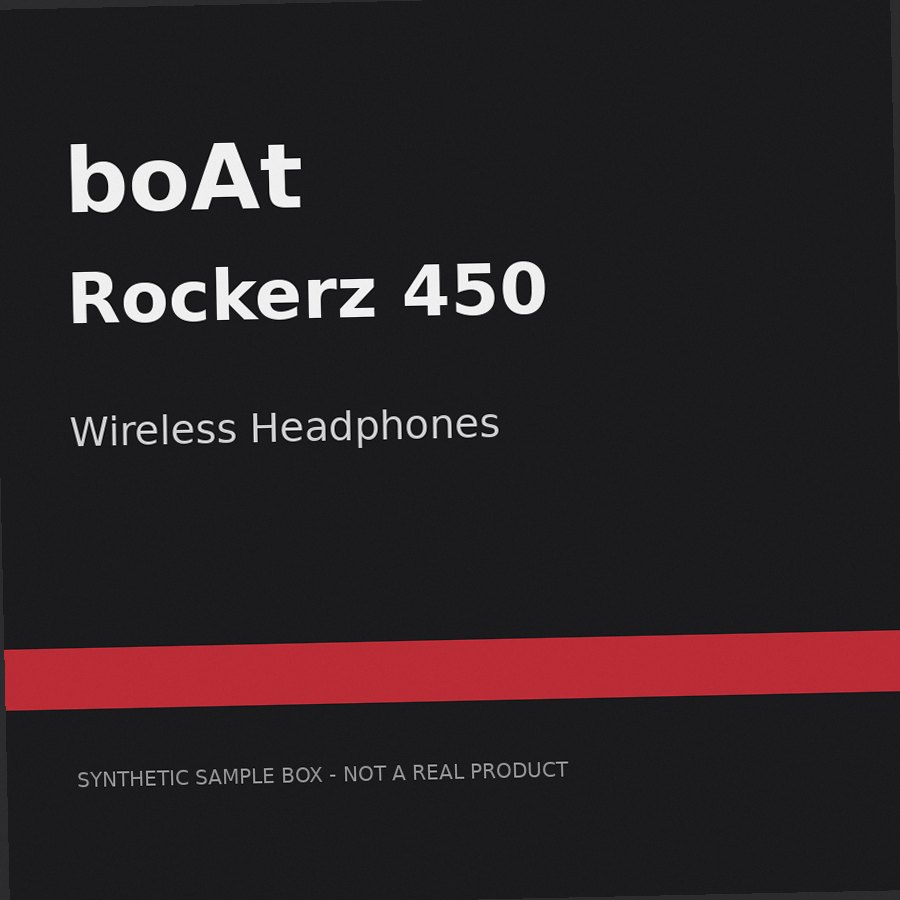 boAt
Rockerz 450
Wireless Headphones
SYNTHETIC SAMPLE BOX - NOT A REAL PRODUCT